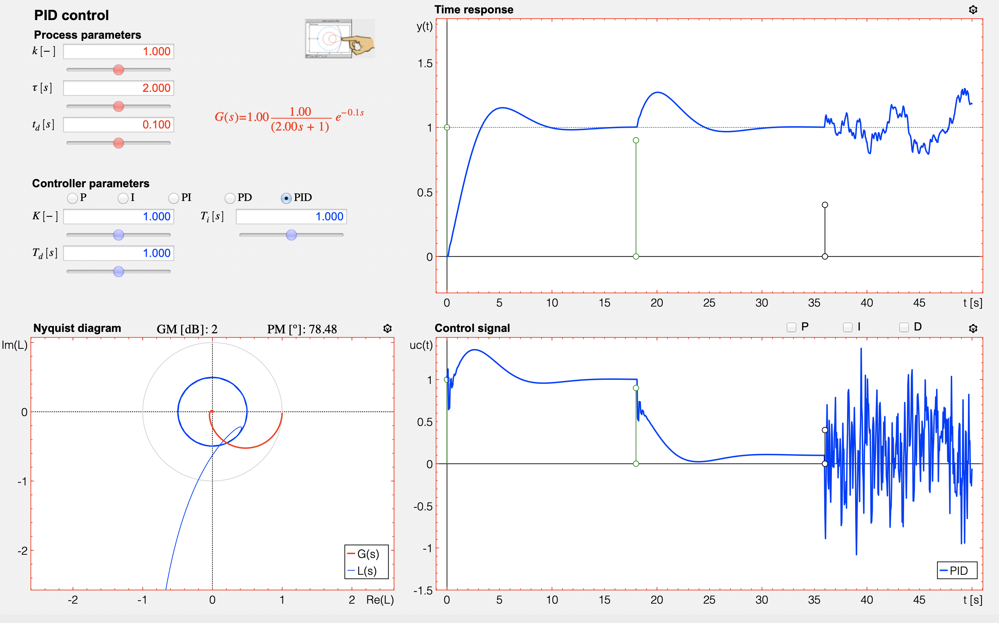 PID control
Process parameters
k [−] 1.000
τ [s] 2.000
t_d [s] 0.100
G(s)=1.00 1.00 / (2.00s + 1) e^−0.1s
Controller parameters
P I PI PD PID
K [−] 1.000 T_i [s] 1.000
T_d [s] 1.000
Time response
y(t)
1.5
1
0.5
0
0 5 10 15 20 25 30 35 40 45 t [s]
Nyquist diagram GM [dB]: 2 PM [º]: 78.48
Im(L)
0
-1
-2
G(s)
L(s)
-2 -1 0 1 2 Re(L)
Control signal P I D
uc(t)
1
0.5
0
-0.5
-1
-1.5
PID
0 5 10 15 20 25 30 35 40 45 t [s]